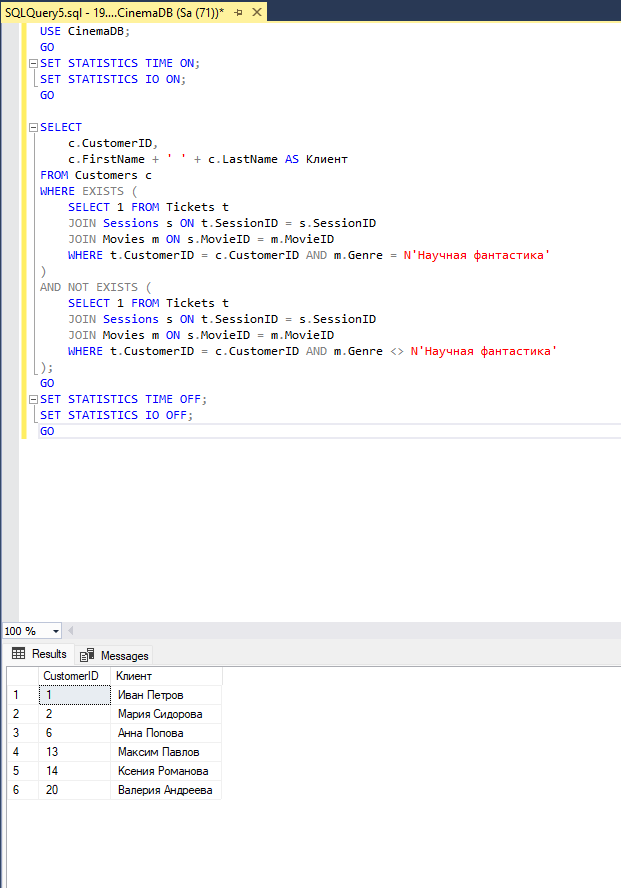 SQLQuery5.sql - 19....CinemaDB (Sa (71))*
USE CinemaDB;
GO
SET STATISTICS TIME ON;
SET STATISTICS IO ON;
GO
SELECT
c.CustomerID,
c.FirstName + ' ' + c.LastName AS Клиент
FROM Customers c
WHERE EXISTS (
SELECT 1 FROM Tickets t
JOIN Sessions s ON t.SessionID = s.SessionID
JOIN Movies m ON s.MovieID = m.MovieID
WHERE t.CustomerID = c.CustomerID AND m.Genre = N'Научная фантастика'
)
AND NOT EXISTS (
SELECT 1 FROM Tickets t
JOIN Sessions s ON t.SessionID = s.SessionID
JOIN Movies m ON s.MovieID = m.MovieID
WHERE t.CustomerID = c.CustomerID AND m.Genre <> N'Научная фантастика'
);
GO
SET STATISTICS TIME OFF;
SET STATISTICS IO OFF;
GO
100 %
Results Messages
CustomerID Клиент
1 1 Иван Петров
2 2 Мария Сидорова
3 6 Анна Попова
4 13 Максим Павлов
5 14 Ксения Романова
6 20 Валерия Андреева